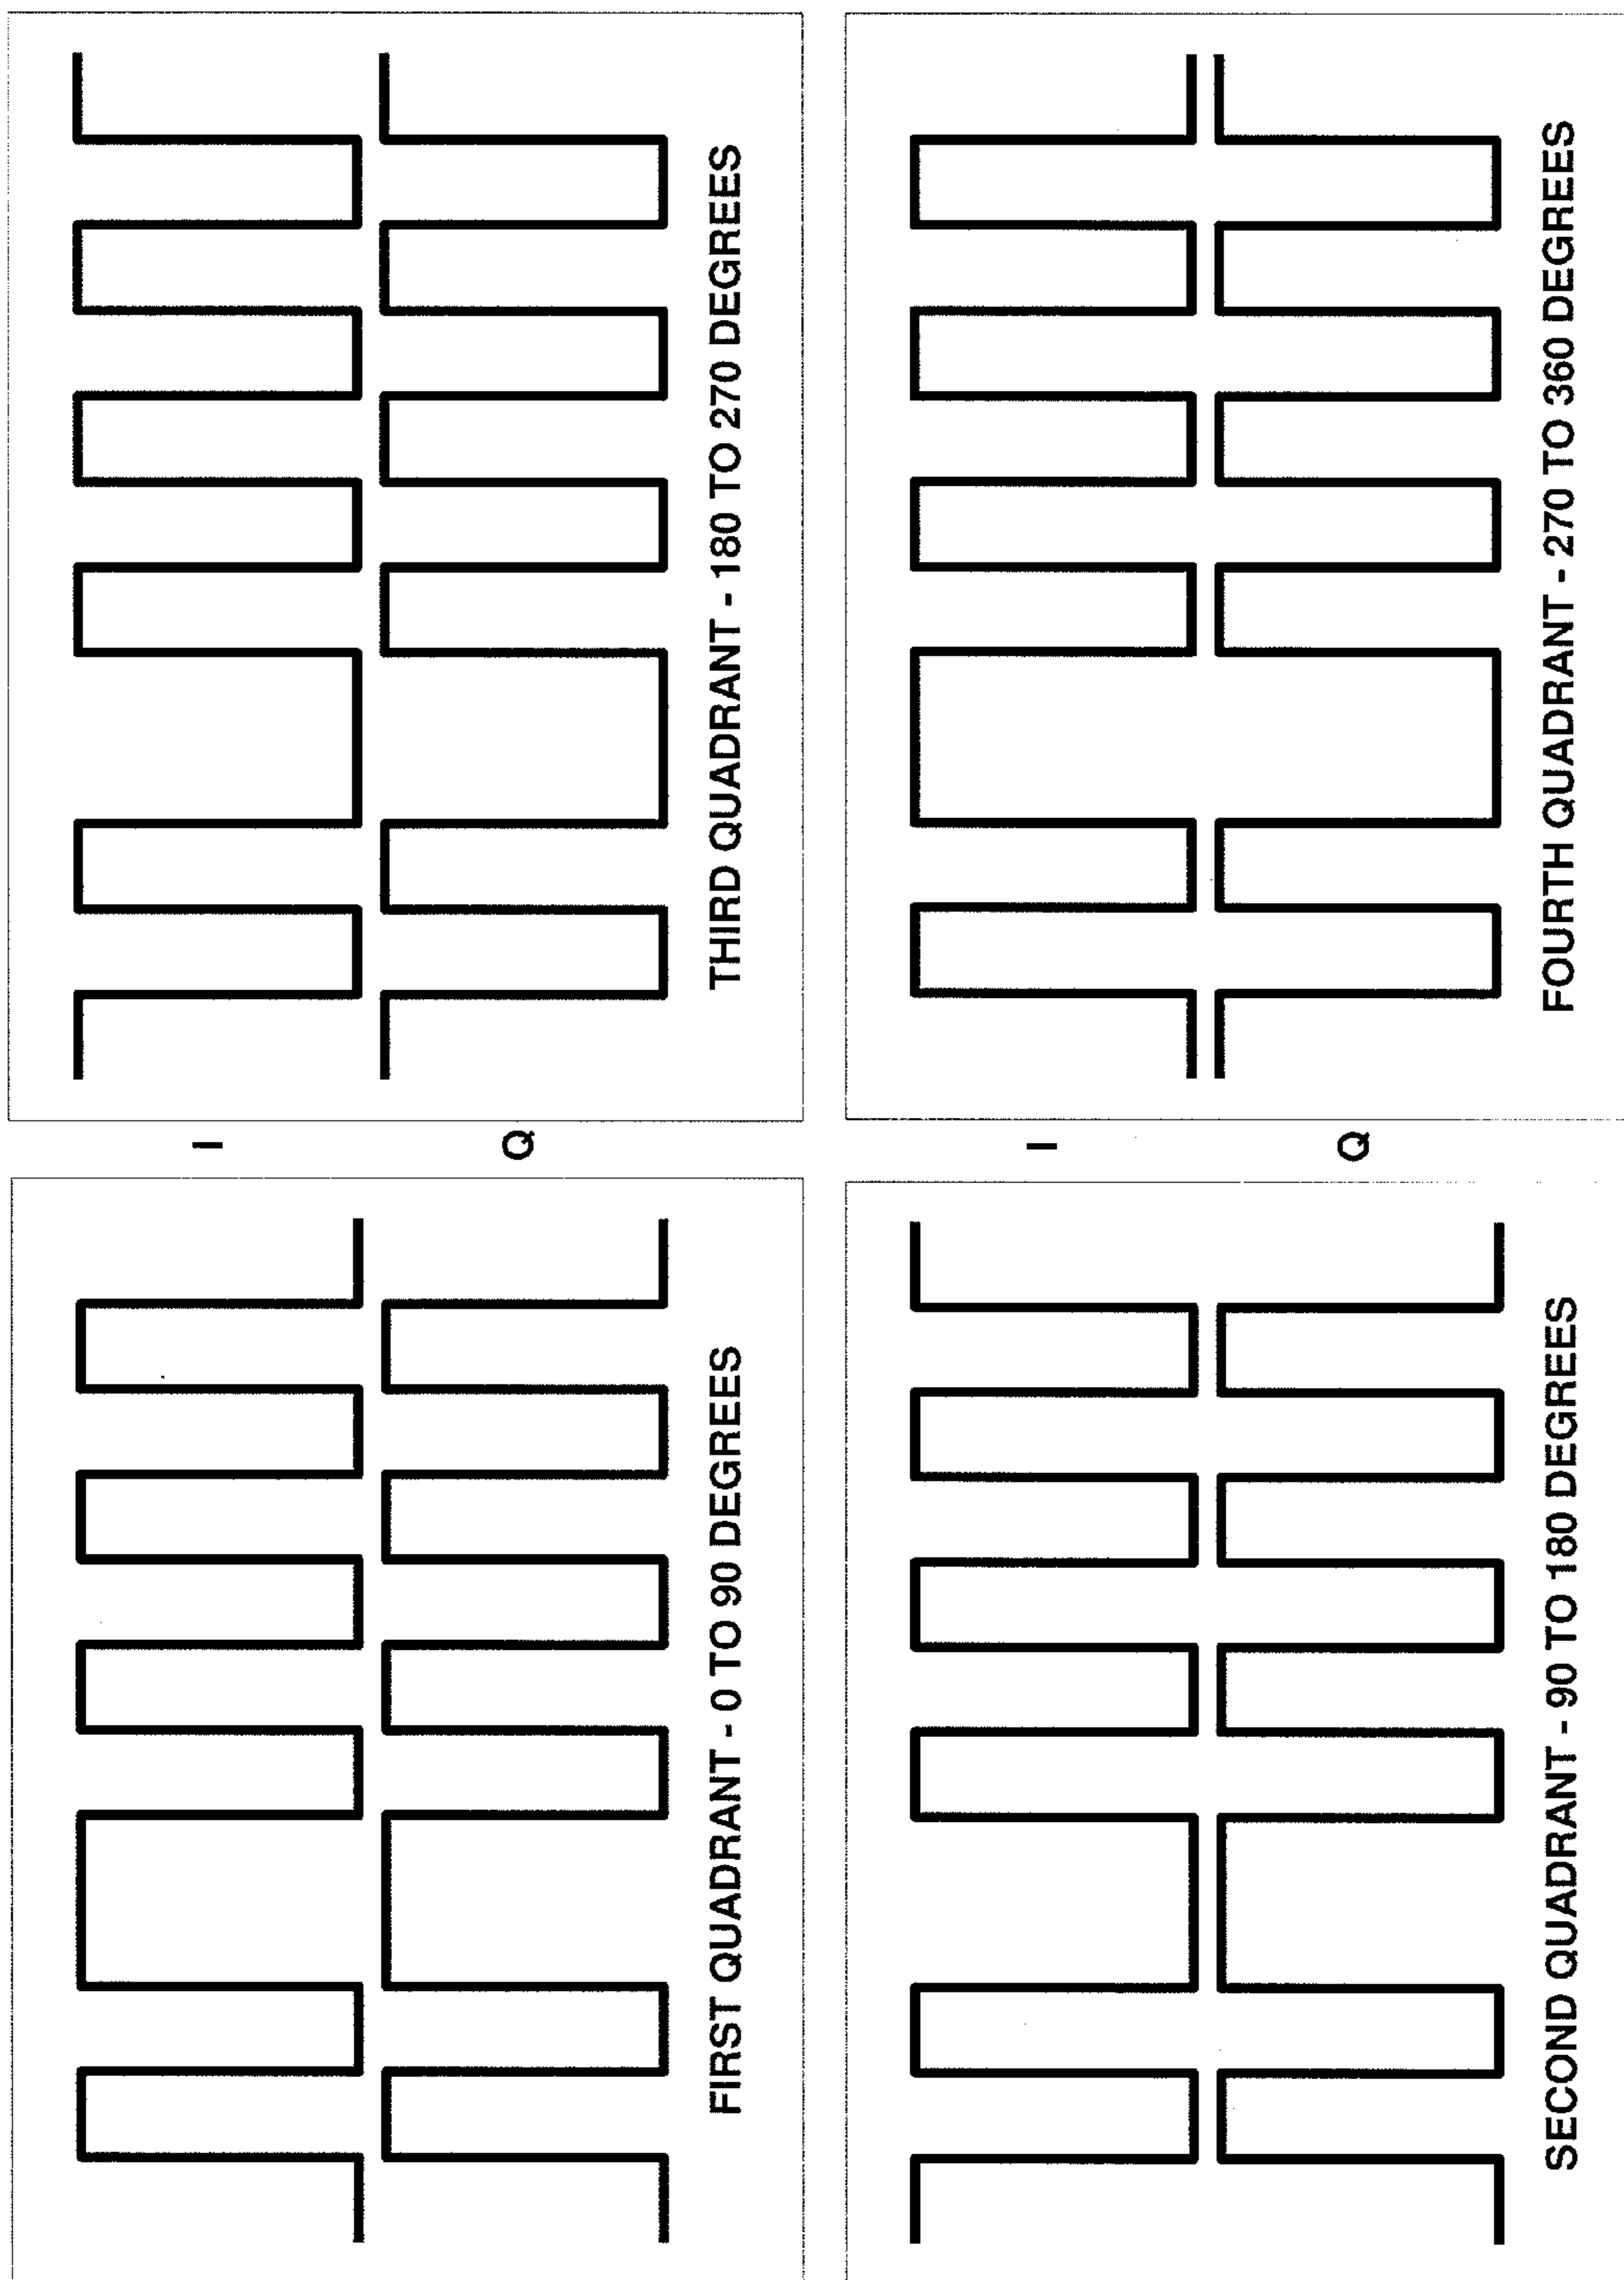 I
Q
FIRST QUADRANT - 0 TO 90 DEGREES
THIRD QUADRANT - 180 TO 270 DEGREES
I
Q
SECOND QUADRANT - 90 TO 180 DEGREES
FOURTH QUADRANT - 270 TO 360 DEGREES